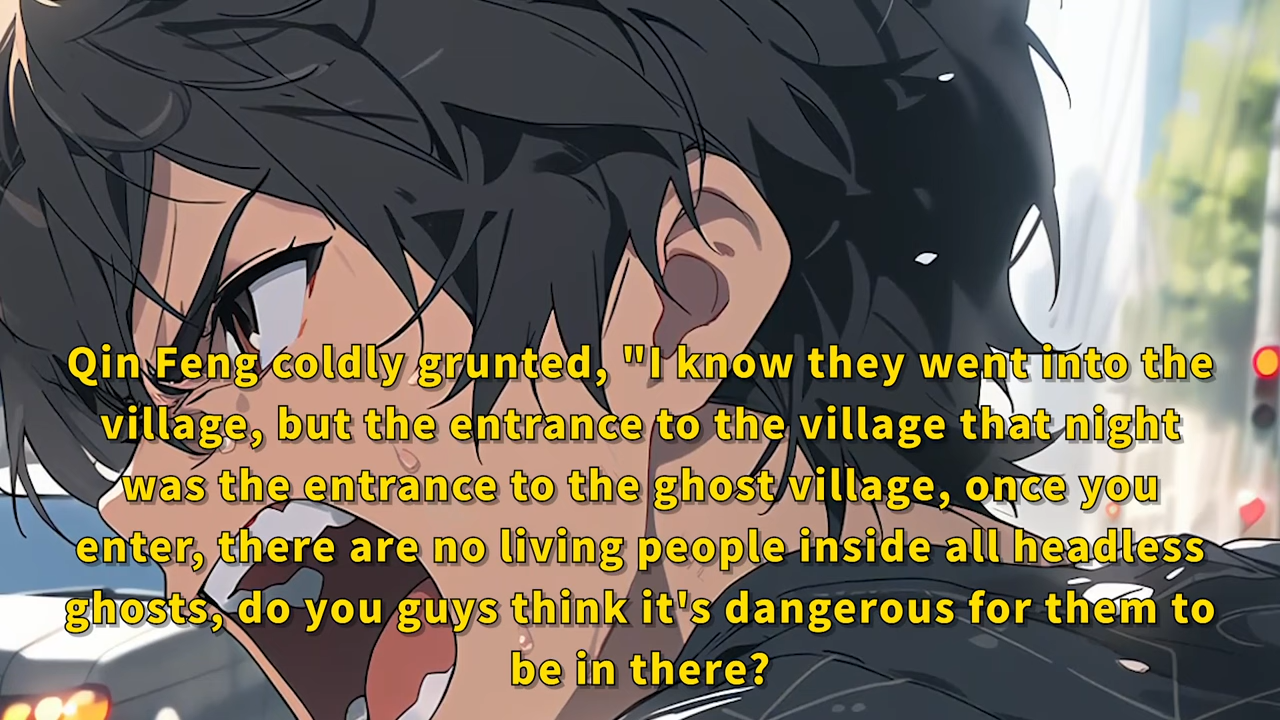 Qin Feng coldly grunted, "I know they went into the
village, but the entrance to the village that night
was the entrance to the ghost village, once you
enter, there are no living people inside all headless
ghosts, do you guys think it's dangerous for them to
be in there?